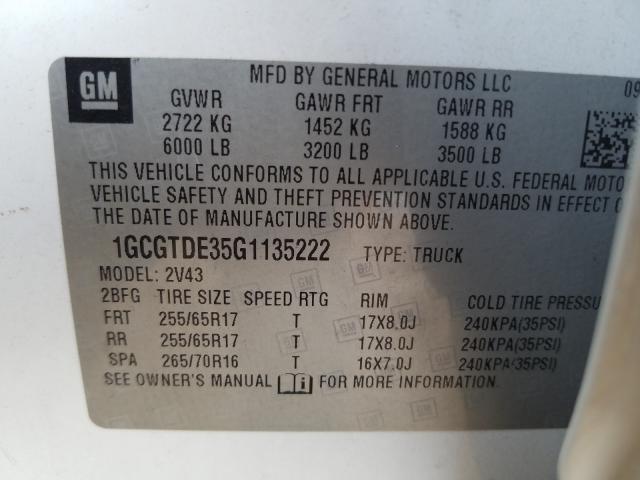 GM
MFD BY GENERAL MOTORS LLC 09
GVWR GAWR FRT GAWR RR
2722 KG 1452 KG 1588 KG
6000 LB 3200 LB 3500 LB
THIS VEHICLE CONFORMS TO ALL APPLICABLE U.S. FEDERAL MOTO
VEHICLE SAFETY AND THEFT PREVENTION STANDARDS IN EFFECT O
THE DATE OF MANUFACTURE SHOWN ABOVE.
1GCGTDE35G1135222 TYPE: TRUCK
MODEL: 2V43
2BFG TIRE SIZE SPEED RTG RIM COLD TIRE PRESSU
FRT 255/65R17 T 17X8.0J 240KPA(35PSI)
RR 255/65R17 T 17X8.0J 240KPA(35PSI)
SPA 265/70R16 T 16X7.0J 240KPA(35PSI)
SEE OWNER'S MANUAL FOR MORE INFORMATION.